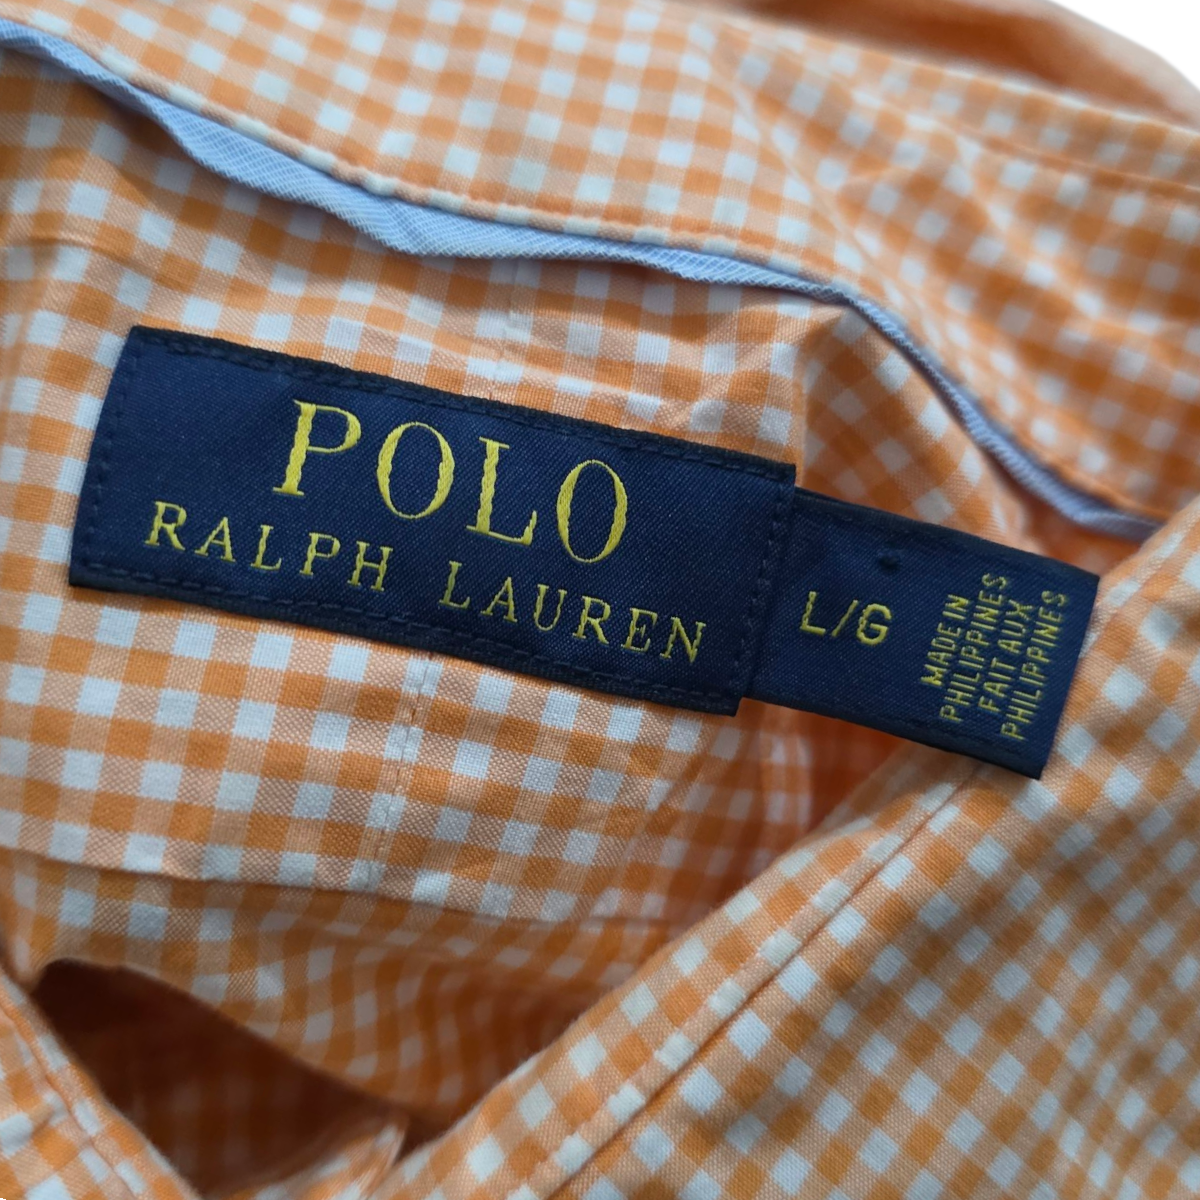 POLO
RALPH LAUREN
L/G
MADE IN
PHILIPPINES
FAIT AUX
PHILIPPINES